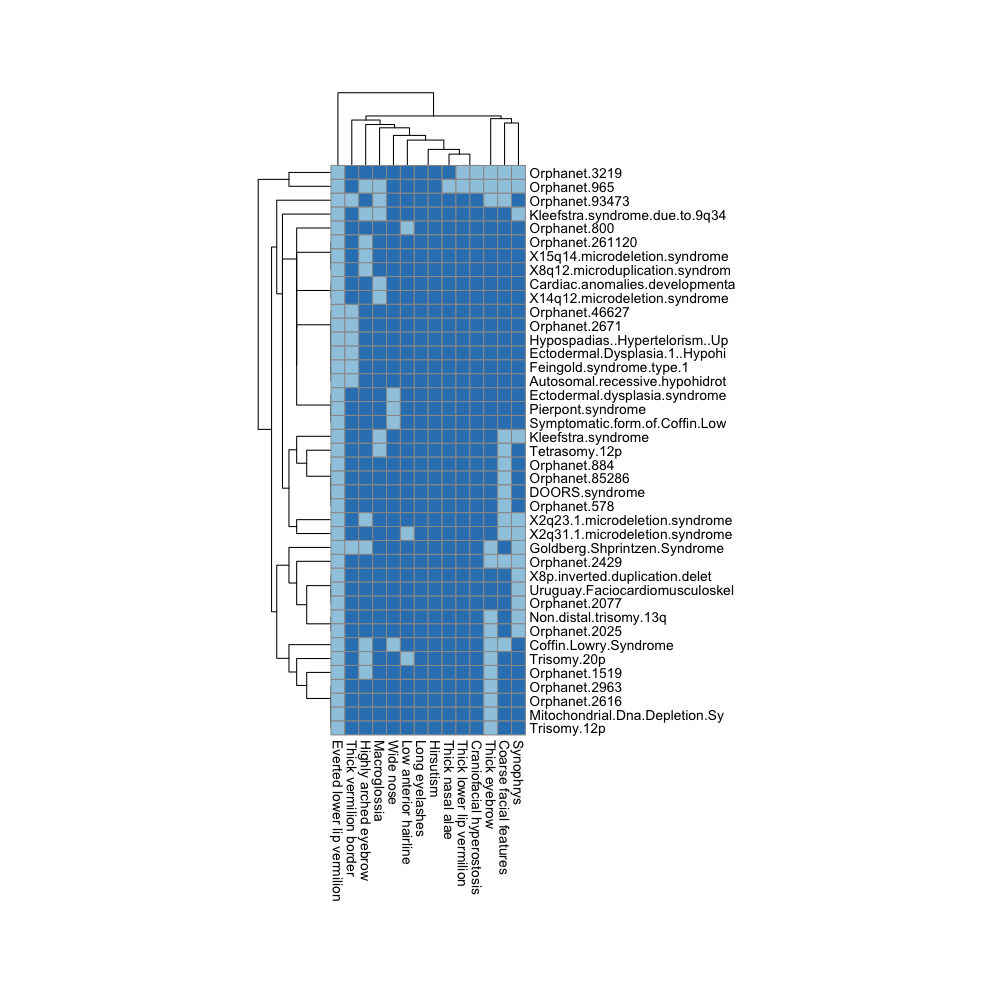 Orphanet.3219
Orphanet.965
Orphanet.93473
Kleefstra.syndrome.due.to.9q34
Orphanet.800
Orphanet.261120
X15q14.microdeletion.syndrome
X8q12.microduplication.syndrom
Cardiac.anomalies.developmenta
X14q12.microdeletion.syndrome
Orphanet.46627
Orphanet.2671
Hypospadias..Hypertelorism..Up
Ectodermal.Dysplasia.1..Hypohi
Feingold.syndrome.type.1
Autosomal.recessive.hypohidrot
Ectodermal.dysplasia.syndrome
Pierpont.syndrome
Symptomatic.form.of.Coffin.Low
Kleefstra.syndrome
Tetrasomy.12p
Orphanet.884
Orphanet.85286
DOORS.syndrome
Orphanet.578
X2q23.1.microdeletion.syndrome
X2q31.1.microdeletion.syndrome
Goldberg.Shprintzen.Syndrome
Orphanet.2429
X8p.inverted.duplication.delet
Uruguay.Faciocardiomusculoskel
Orphanet.2077
Non.distal.trisomy.13q
Orphanet.2025
Coffin.Lowry.Syndrome
Trisomy.20p
Orphanet.1519
Orphanet.2963
Orphanet.2616
Mitochondrial.Dna.Depletion.Sy
Trisomy.12p
Everted lower lip vermilion
Thick vermilion border
Highly arched eyebrow
Macroglossia
Wide nose
Low anterior hairline
Long eyelashes
Hirsutism
Thick nasal alae
Thick lower lip vermilion
Craniofacial hyperostosis
Thick eyebrow
Coarse facial features
Synophrys